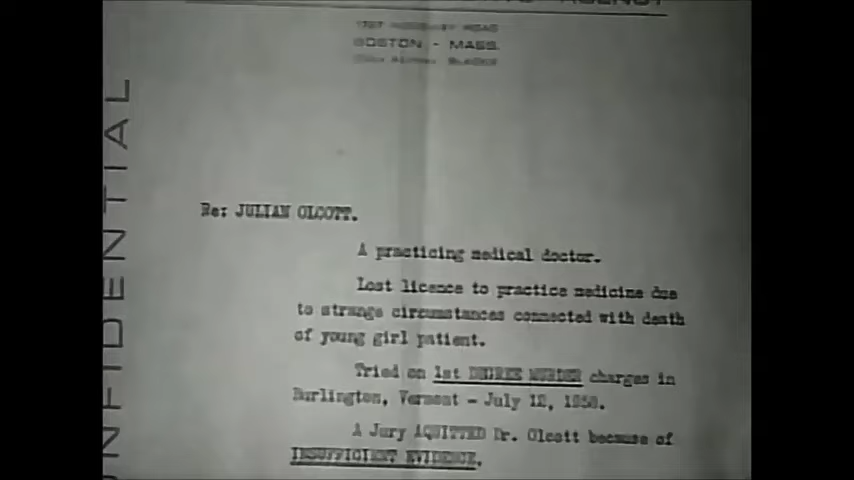 AGENCY
BOSTON - MASS.
CONFIDENTIAL
Re: JULIAN OLCOTT.
A practicing medical doctor.
Lost licence to practice medicine due
to strange circumstances connected with death
of young girl patient.
Tried on 1st DEGREE MURDER charges in
Burlington, Vermont - July 12, 1958.
A Jury AQUITTED Dr. Olcott because of
INSUFFICIENT EVIDENCE.